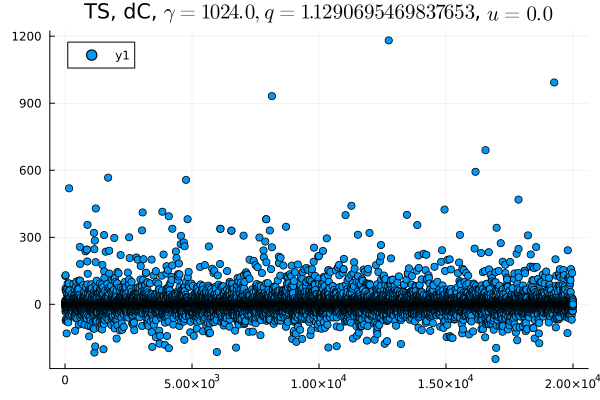 TS, dC, γ = 1024.0, q = 1.1290695469837653, u = 0.0
y1
1200
900
600
300
0
0 5.00×10³ 1.00×10⁴ 1.50×10⁴ 2.00×10⁴